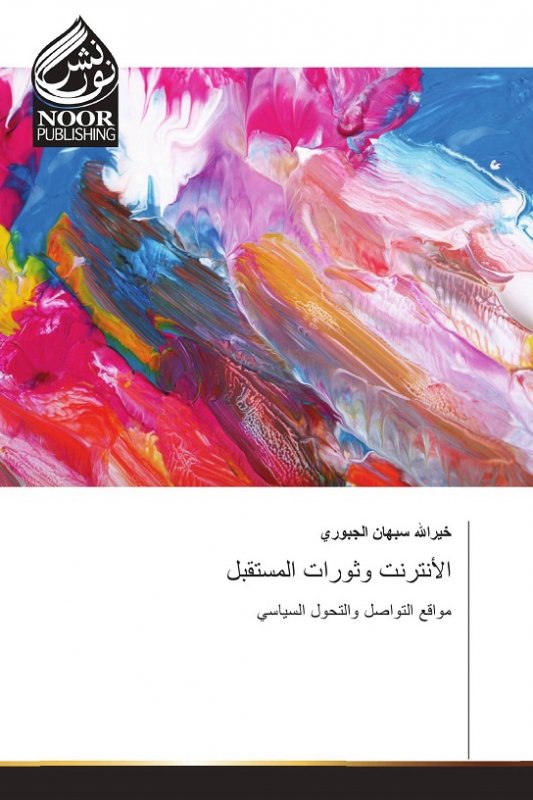 نور نشر
NOOR
PUBLISHING
خيرالله سبهان الجبوري
الأنترنت وثورات المستقبل
مواقع التواصل والتحول السياسي